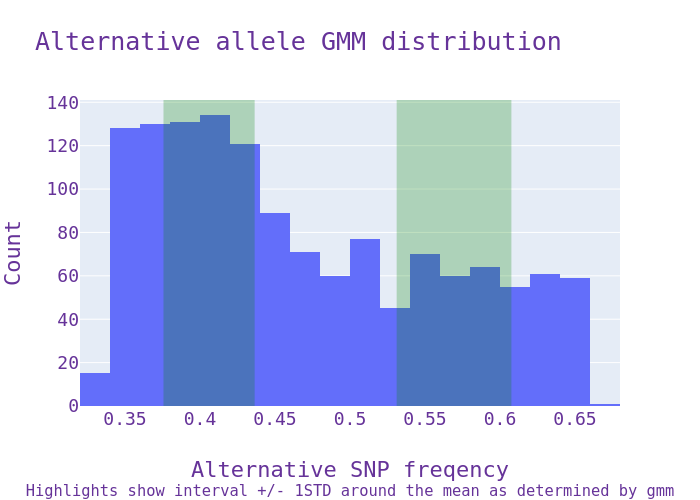 Alternative allele GMM distribution
140
120
100
80
60
40
20
0
Count
0.35 0.4 0.45 0.5 0.55 0.6 0.65
Alternative SNP freqency
Highlights show interval +/- 1STD around the mean as determined by gmm